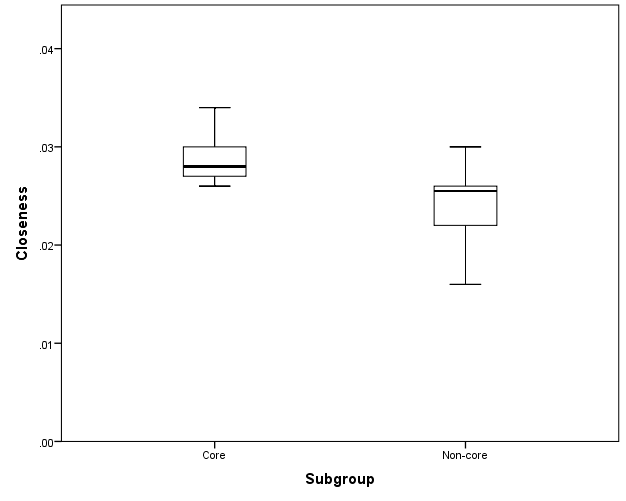 .04
.03
.02
.01
.00
Closeness
Core
Non-core
Subgroup